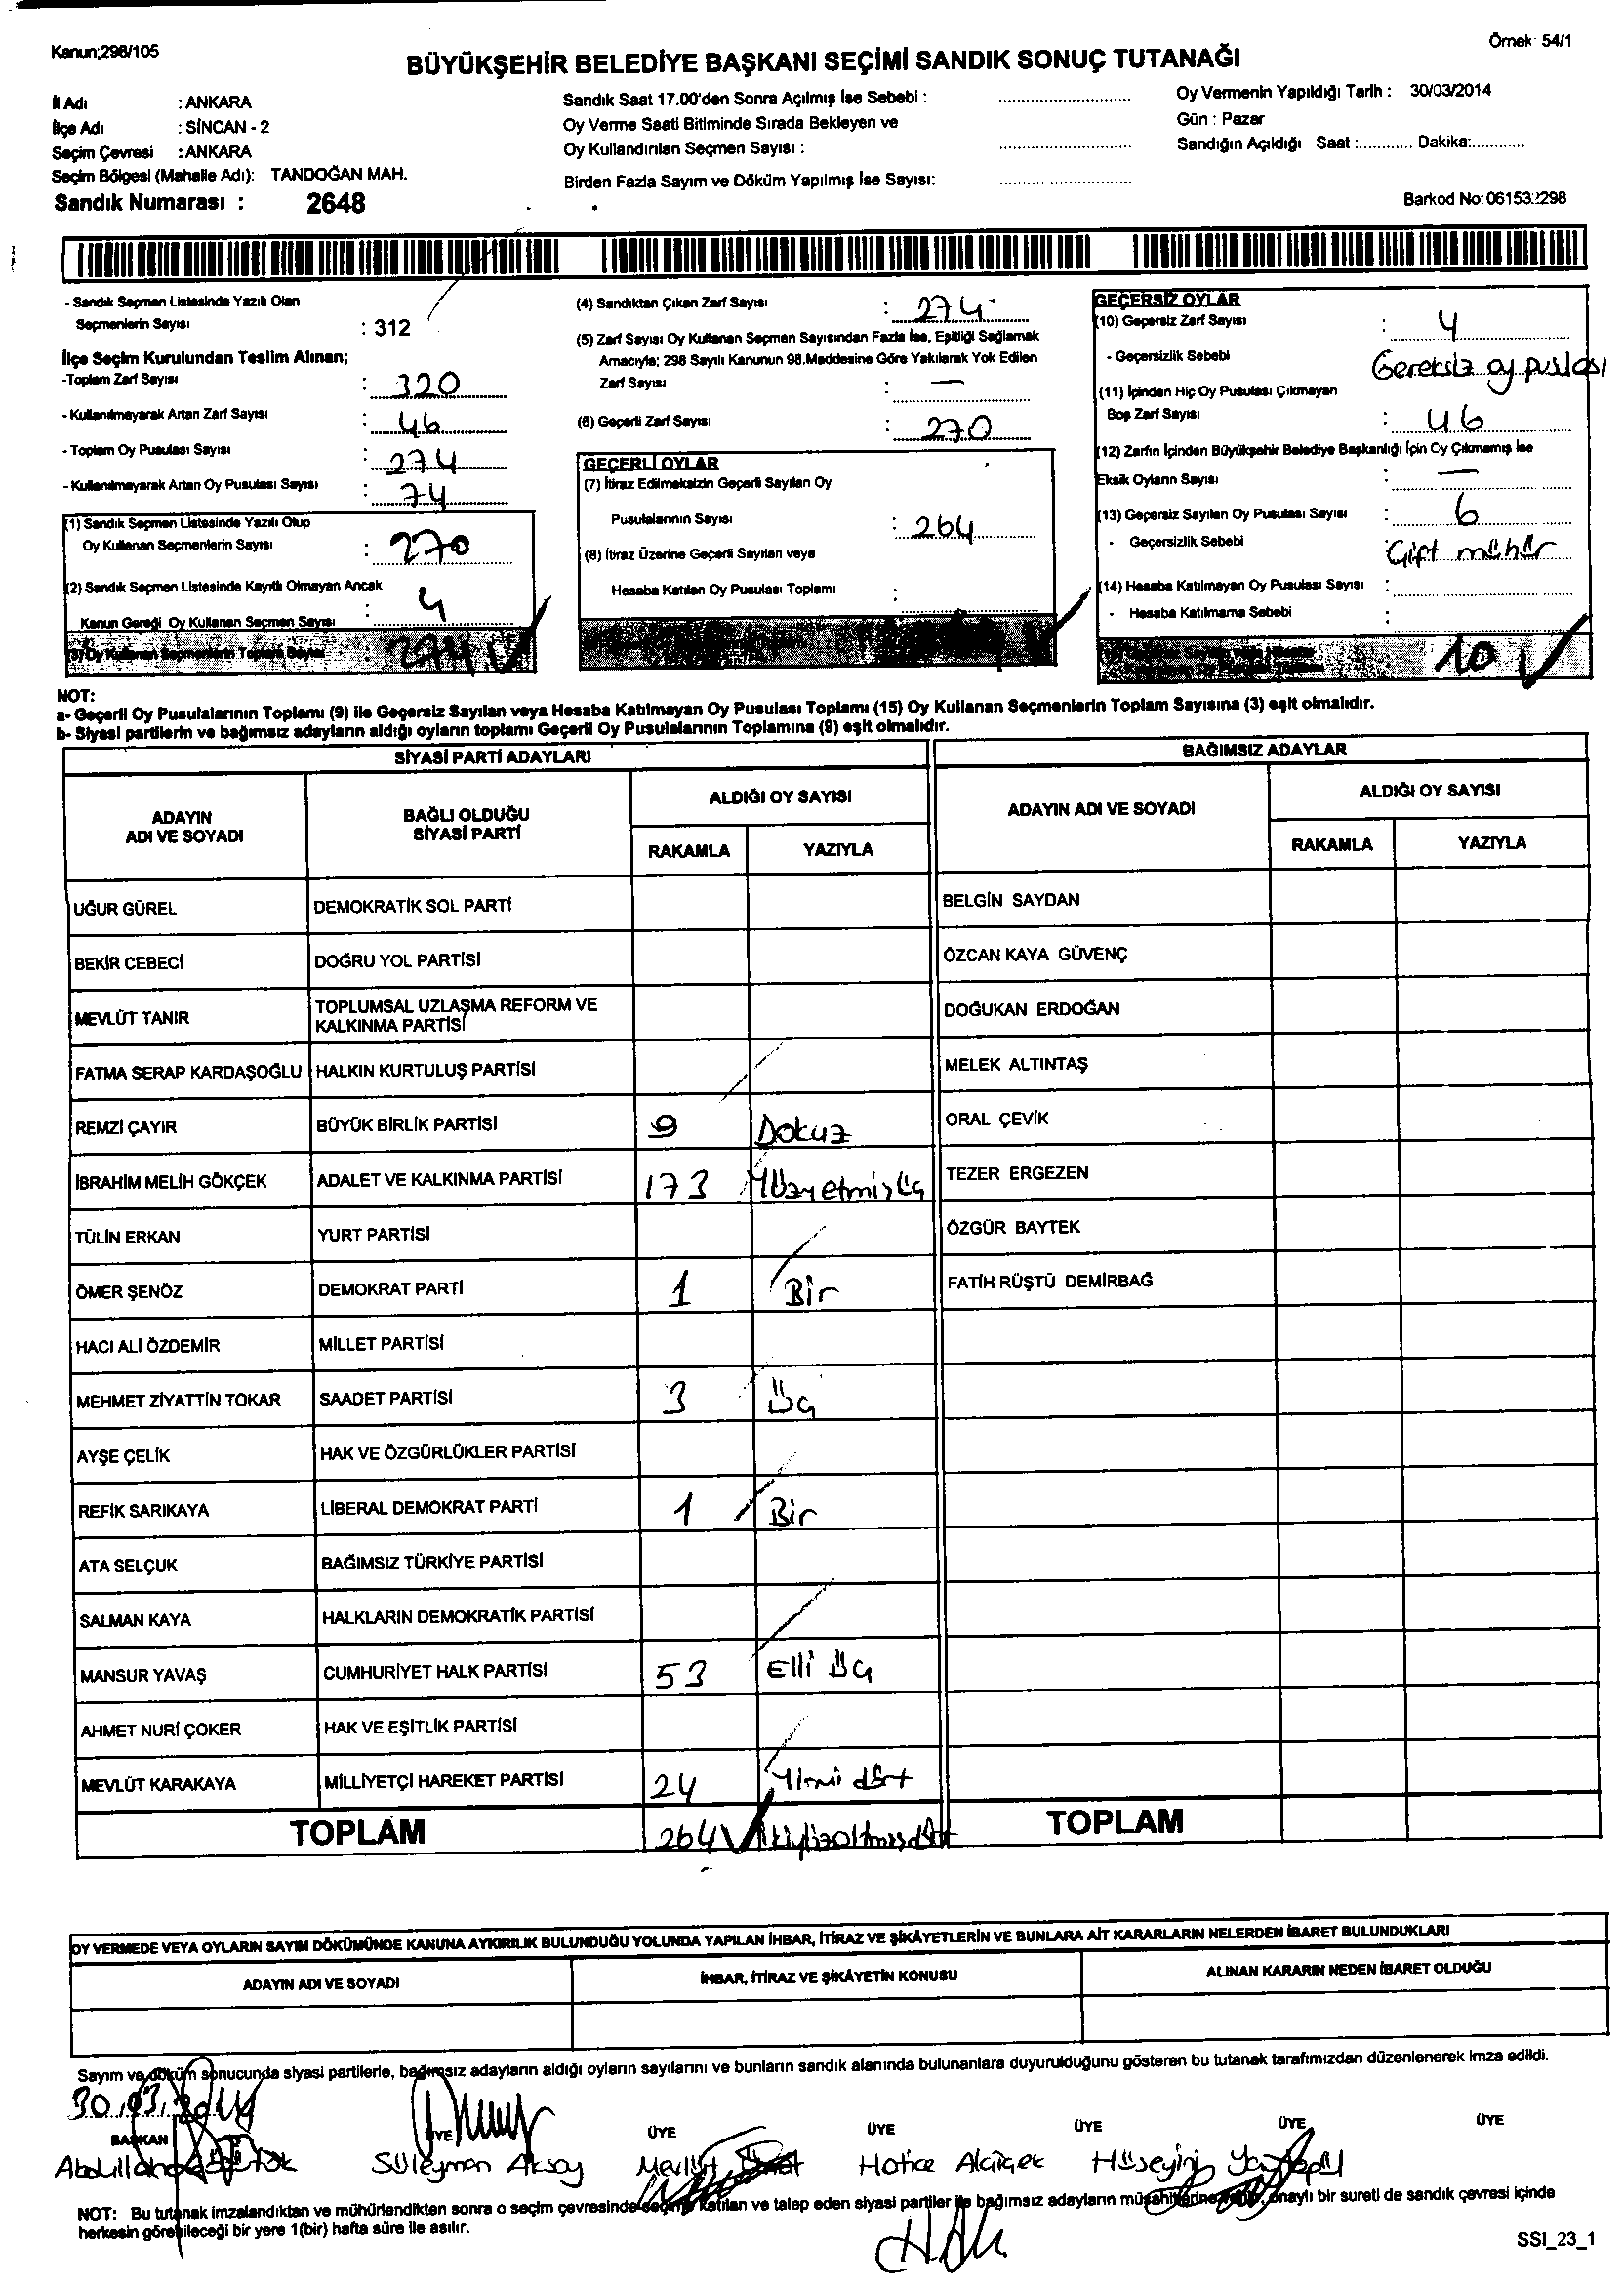 Kanun;298/105
Örnek 54/1
BÜYÜKŞEHİR BELEDİYE BAŞKANI SEÇİMİ SANDIK SONUÇ TUTANAĞI
İl Adı : ANKARA
İlçe Adı : SİNCAN - 2
Seçim Çevresi : ANKARA
Seçim Bölgesi (Mahalle Adı): TANDOĞAN MAH.
Sandık Numarası : 2648
Sandık Saat 17.00'den Sonra Açılmış İse Sebebi :
Oy Verme Saati Bitiminde Sırada Bekleyen ve
Oy Kullandırılan Seçmen Sayısı :
Birden Fazla Sayım ve Döküm Yapılmış İse Sayısı:
Oy Vermenin Yapıldığı Tarih : 30/03/2014
Gün : Pazar
Sandığın Açıldığı Saat :............ Dakika:............
Barkod No:
- Sandık Seçmen Listesinde Yazılı Olan
Seçmenlerin Sayısı : 312
İlçe Seçim Kurulundan Teslim Alınan;
-Toplam Zarf Sayısı : 320
- Kullanılmayarak Artan Zarf Sayısı : 46
- Toplam Oy Pusulası Sayısı : 274
- Kullanılmayarak Artan Oy Pusulası Sayısı : 74
(1) Sandık Seçmen Listesinde Yazılı Olup
Oy Kullanan Seçmenlerin Sayısı : 270
(2) Sandık Seçmen Listesinde Kayıtlı Olmayan Ancak
Kanun Gereği Oy Kullanan Seçmen Sayısı : 4
(3) Oy Kullanan Seçmenlerin Toplam Sayısı : 274
(4) Sandıktan Çıkan Zarf Sayısı : 274
(5) Zarf Sayısı Oy Kullanan Seçmen Sayısından Fazla İse, Eşitliği Sağlamak
Amacıyla; 298 Sayılı Kanunun 98.Maddesine Göre Yakılarak Yok Edilen
Zarf Sayısı : —
(6) Geçerli Zarf Sayısı : 270
GEÇERLİ OYLAR
(7) İtiraz Edilmeksizin Geçerli Sayılan Oy
Pusulalarının Sayısı : 264
(8) İtiraz Üzerine Geçerli Sayılan veya
Hesaba Katılan Oy Pusulası Toplamı :
GEÇERSİZ OYLAR
(10) Geçersiz Zarf Sayısı : 4
- Geçersizlik Sebebi : Gereksiz oy puslası
(11) İçinden Hiç Oy Pusulası Çıkmayan
Boş Zarf Sayısı : 46
(12) Zarfın İçinden Büyükşehir Belediye Başkanlığı İçin Oy Çıkmamış İse
Eksik Oyların Sayısı : —
(13) Geçersiz Sayılan Oy Pusulası Sayısı : 6
- Geçersizlik Sebebi : Çift mühür
(14) Hesaba Katılmayan Oy Pusulası Sayısı :
- Hesaba Katılmama Sebebi :
10
NOT:
a- Geçerli Oy Pusulalarının Toplamı (9) ile Geçersiz Sayılan veya Hesaba Katılmayan Oy Pusulası Toplamı (15) Oy Kullanan Seçmenlerin Toplam Sayısına (3) eşit olmalıdır.
b- Siyasi partilerin ve bağımsız adayların aldığı oyların toplamı Geçerli Oy Pusulalarının Toplamına (9) eşit olmalıdır.
SİYASİ PARTİ ADAYLARI
ADAYIN ADI VE SOYADI BAĞLI OLDUĞU SİYASİ PARTİ ALDIĞI OY SAYISI
RAKAMLA YAZIYLA
UĞUR GÜREL DEMOKRATİK SOL PARTİ
BEKİR CEBECİ DOĞRU YOL PARTİSİ
MEVLÜT TANIR TOPLUMSAL UZLAŞMA REFORM VE
KALKINMA PARTİSİ
FATMA SERAP KARDAŞOĞLU HALKIN KURTULUŞ PARTİSİ
REMZİ ÇAYIR BÜYÜK BİRLİK PARTİSİ 9 Dokuz
İBRAHİM MELİH GÖKÇEK ADALET VE KALKINMA PARTİSİ 173 Yüzyetmişüç
TÜLİN ERKAN YURT PARTİSİ
ÖMER ŞENÖZ DEMOKRAT PARTİ 1 Bir
HACI ALİ ÖZDEMİR MİLLET PARTİSİ
MEHMET ZİYATTİN TOKAR SAADET PARTİSİ 3 Üç
AYŞE ÇELİK HAK VE ÖZGÜRLÜKLER PARTİSİ
REFİK SARIKAYA LİBERAL DEMOKRAT PARTİ 1 Bir
ATA SELÇUK BAĞIMSIZ TÜRKİYE PARTİSİ
SALMAN KAYA HALKLARIN DEMOKRATİK PARTİSİ
MANSUR YAVAŞ CUMHURİYET HALK PARTİSİ 53 Elli üç
AHMET NURİ ÇOKER HAK VE EŞİTLİK PARTİSİ
MEVLÜT KARAKAYA MİLLİYETÇİ HAREKET PARTİSİ 24 Yirmi dört
TOPLAM 264 ikiyüzaltmışdört
BAĞIMSIZ ADAYLAR
ADAYIN ADI VE SOYADI ALDIĞI OY SAYISI
RAKAMLA YAZIYLA
BELGİN SAYDAN
ÖZCAN KAYA GÜVENÇ
DOĞUKAN ERDOĞAN
MELEK ALTINTAŞ
ORAL ÇEVİK
TEZER ERGEZEN
ÖZGÜR BAYTEK
FATİH RÜŞTÜ DEMİRBAĞ
TOPLAM
OY VERMEDE VEYA OYLARIN SAYIM DÖKÜMÜNDE KANUNA AYKIRILIK BULUNDUĞU YOLUNDA YAPILAN İHBAR, İTİRAZ VE ŞİKÂYETLERİN VE BUNLARA AİT KARARLARIN NELERDEN İBARET BULUNDUKLARI
ADAYIN ADI VE SOYADI İHBAR, İTİRAZ VE ŞİKÂYETİN KONUSU ALINAN KARARIN NEDEN İBARET OLDUĞU
Sayım ve döküm sonucunda siyasi partilerle, bağımsız adayların aldığı oyların sayılarını ve bunların sandık alanında bulunanlara duyurulduğunu gösteren bu tutanak tarafımızdan düzenlenerek imza edildi.
30.03.2014
BAŞKAN ÜYE ÜYE ÜYE ÜYE ÜYE ÜYE
Süleyman Aksoy Mevlüt Hatice Alçiçek Hüseyin
NOT: Bu tutanak imzalandıktan ve mühürlendikten sonra o seçim çevresinde seçime katılan ve talep eden siyasi partiler ile bağımsız adayların müşahitlerine onaylı bir sureti de sandık çevresi içinde
herkesin görebileceği bir yere 1(bir) hafta süre ile asılır.
SSI_23_1